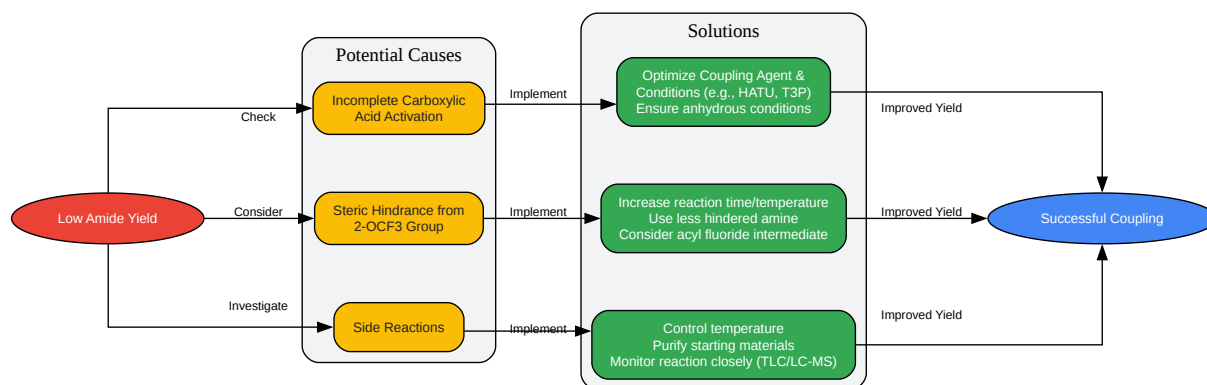 Potential Causes
Solutions
Low Amide Yield
Check
Consider
Investigate
Incomplete Carboxylic
Acid Activation
Steric Hindrance from
2-OCF3 Group
Side Reactions
Implement
Implement
Implement
Optimize Coupling Agent &
Conditions (e.g., HATU, T3P)
Ensure anhydrous conditions
Increase reaction time/temperature
Use less hindered amine
Consider acyl fluoride intermediate
Control temperature
Purify starting materials
Monitor reaction closely (TLC/LC-MS)
Improved Yield
Improved Yield
Improved Yield
Successful Coupling